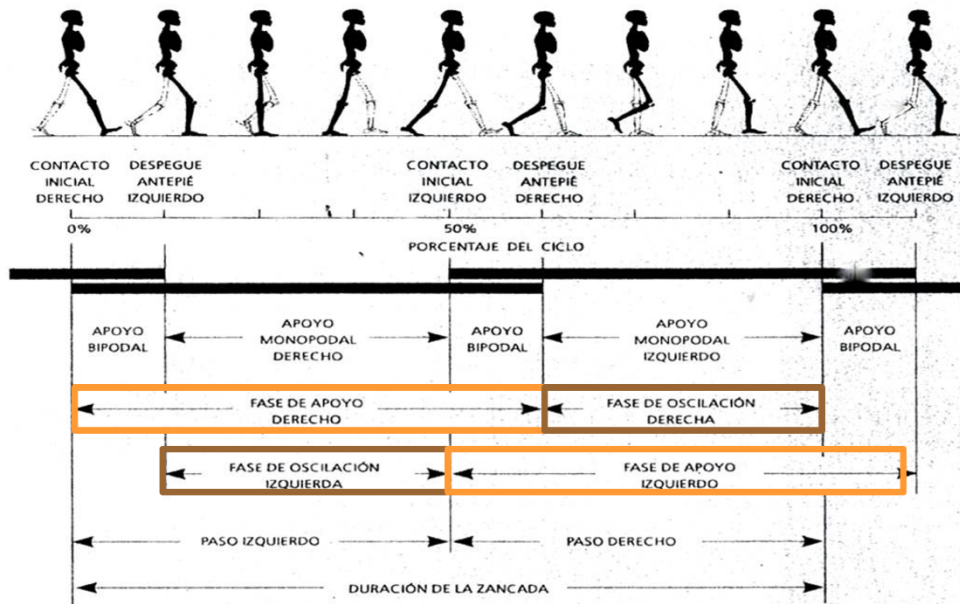 CONTACTO
INICIAL
DERECHO
DESPEGUE
ANTEPIÉ
IZQUIERDO
CONTACTO
INICIAL
IZQUIERDO
DESPEGUE
ANTEPIÉ
DERECHO
CONTACTO
INICIAL
DERECHO
DESPEGUE
ANTEPIÉ
IZQUIERDO
0%
50%
100%
PORCENTAJE DEL CICLO
APOYO
BIPODAL
APOYO
MONOPODAL
DERECHO
APOYO
BIPODAL
APOYO
MONOPODAL
IZQUIERDO
APOYO
BIPODAL
FASE DE APOYO
DERECHO
FASE DE OSCILACIÓN
DERECHA
FASE DE OSCILACIÓN
IZQUIERDA
FASE DE APOYO
IZQUIERDO
PASO IZQUIERDO
PASO DERECHO
DURACIÓN DE LA ZANCADA